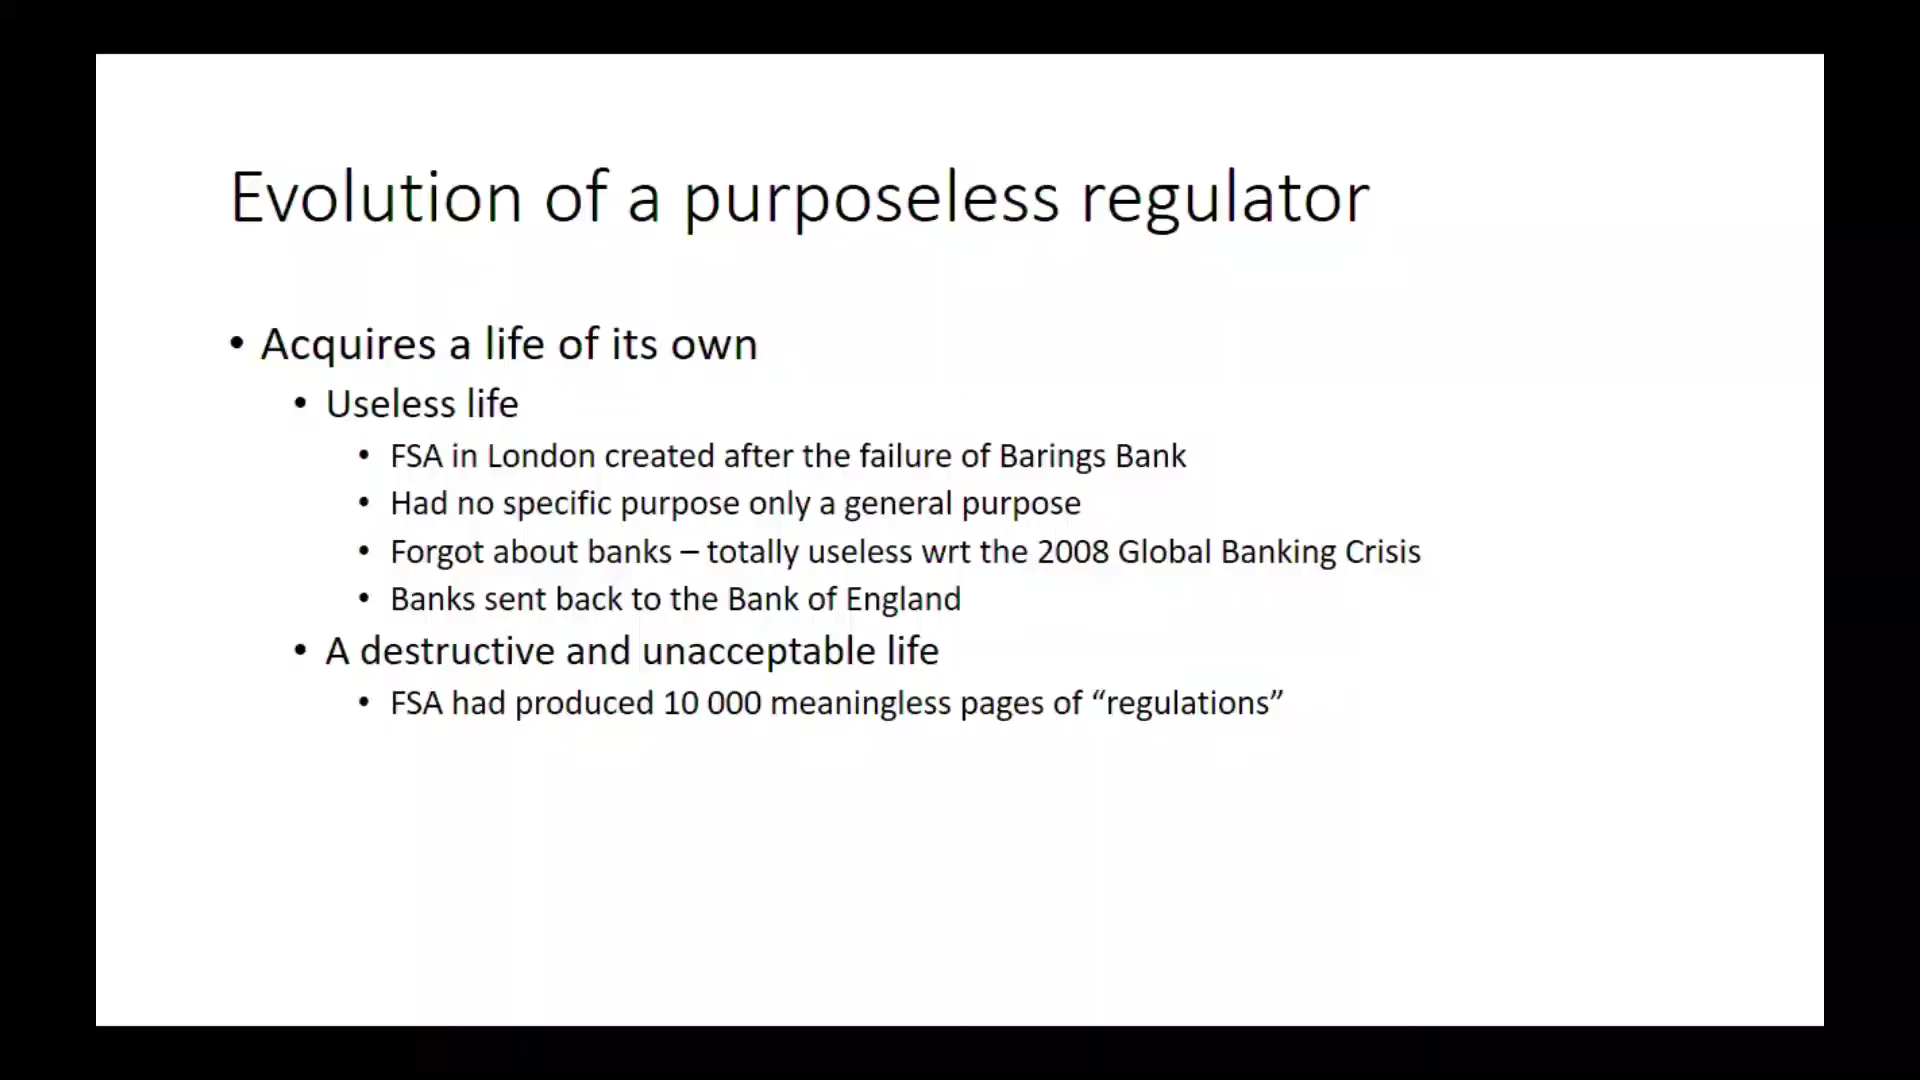 Evolution of a purposeless regulator
• Acquires a life of its own
• Useless life
• FSA in London created after the failure of Barings Bank
• Had no specific purpose only a general purpose
• Forgot about banks – totally useless wrt the 2008 Global Banking Crisis
• Banks sent back to the Bank of England
• A destructive and unacceptable life
• FSA had produced 10 000 meaningless pages of “regulations”